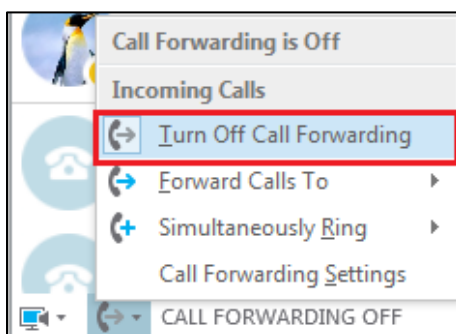 Call Forwarding is Off
Incoming Calls
Turn Off Call Forwarding
Forward Calls To
Simultaneously Ring
Call Forwarding Settings
CALL FORWARDING OFF